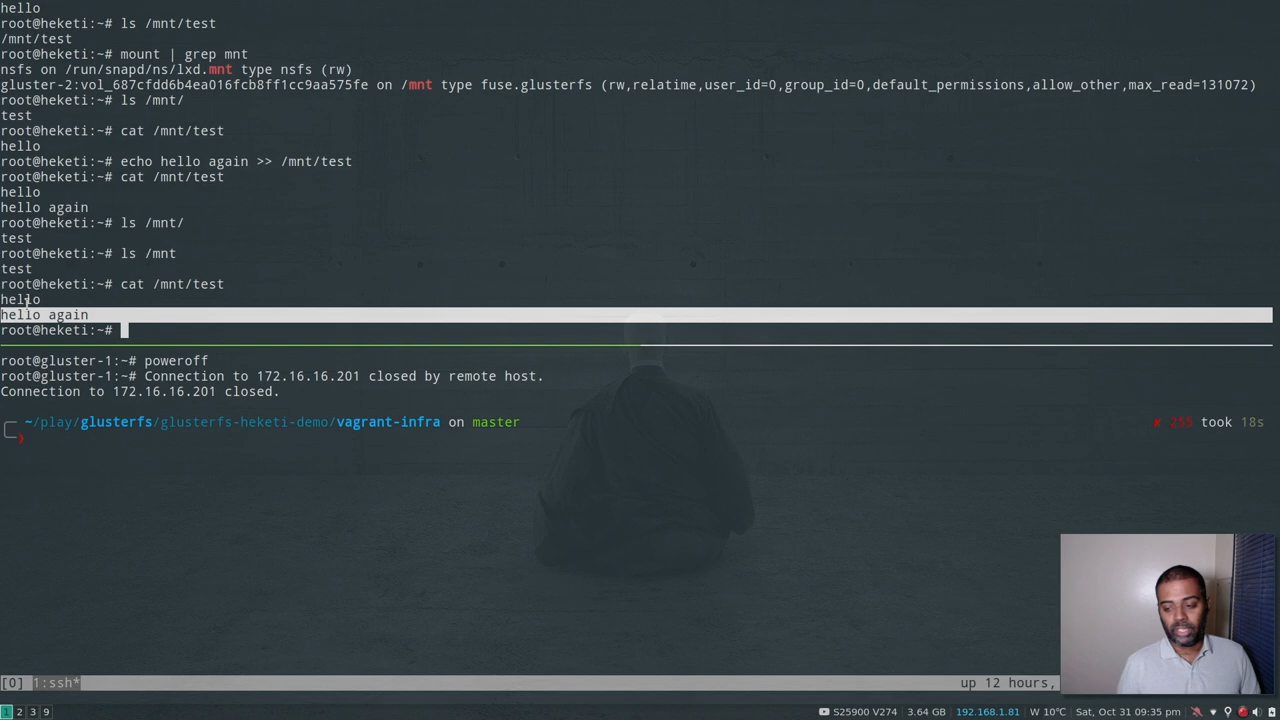 hello
root@heketi:~# ls /mnt/test
/mnt/test
root@heketi:~# mount | grep mnt
nsfs on /run/snapd/ns/lxd.mnt type nsfs (rw)
gluster-2:vol_687cfdd6b4ea016fcb8ff1cc9aa575fe on /mnt type fuse.glusterfs (rw,relatime,user_id=0,group_id=0,default_permissions,allow_other,max_read=131072)
root@heketi:~# ls /mnt/
test
root@heketi:~# cat /mnt/test
hello
root@heketi:~# echo hello again >> /mnt/test
root@heketi:~# cat /mnt/test
hello
hello again
root@heketi:~# ls /mnt/
test
root@heketi:~# ls /mnt
test
root@heketi:~# cat /mnt/test
hello
hello again
root@heketi:~#
root@gluster-1:~# poweroff
root@gluster-1:~# Connection to 172.16.16.201 closed by remote host.
Connection to 172.16.16.201 closed.
~/play/glusterfs/glusterfs-heketi-demo/vagrant-infra on master ✘ 255 took 18s
❯
[0] 1:ssh* up 12 hours,
1 2 3 9 S25900 V274 3.64 GB 192.168.1.81 W 10°C Sat, Oct 31 09:35 pm